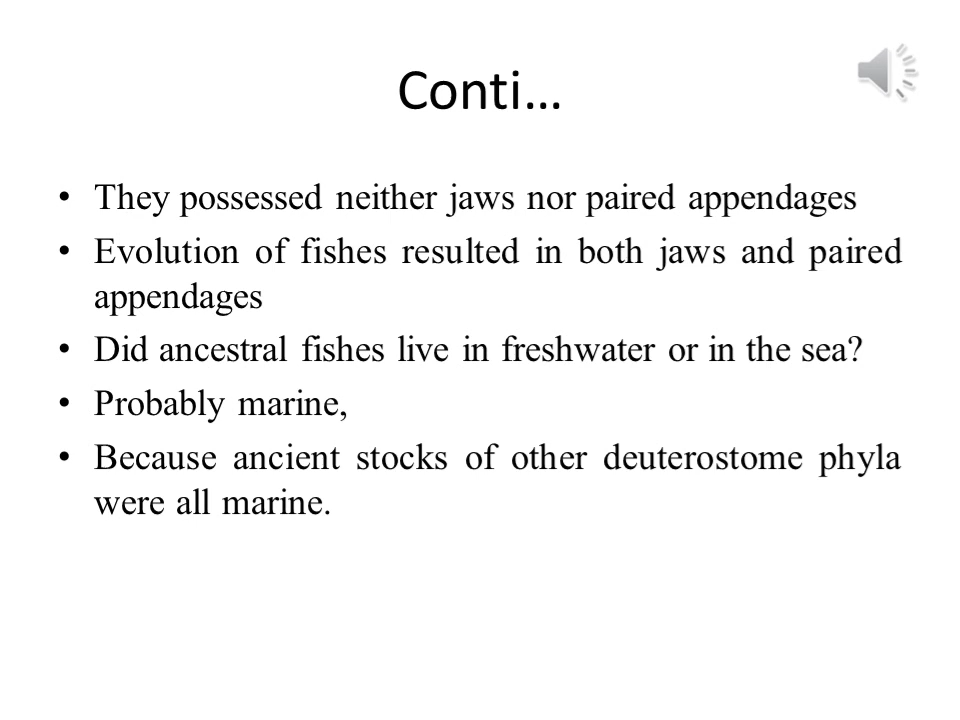 Conti…
• They possessed neither jaws nor paired appendages
• Evolution of fishes resulted in both jaws and paired
appendages
• Did ancestral fishes live in freshwater or in the sea?
• Probably marine,
• Because ancient stocks of other deuterostome phyla
were all marine.